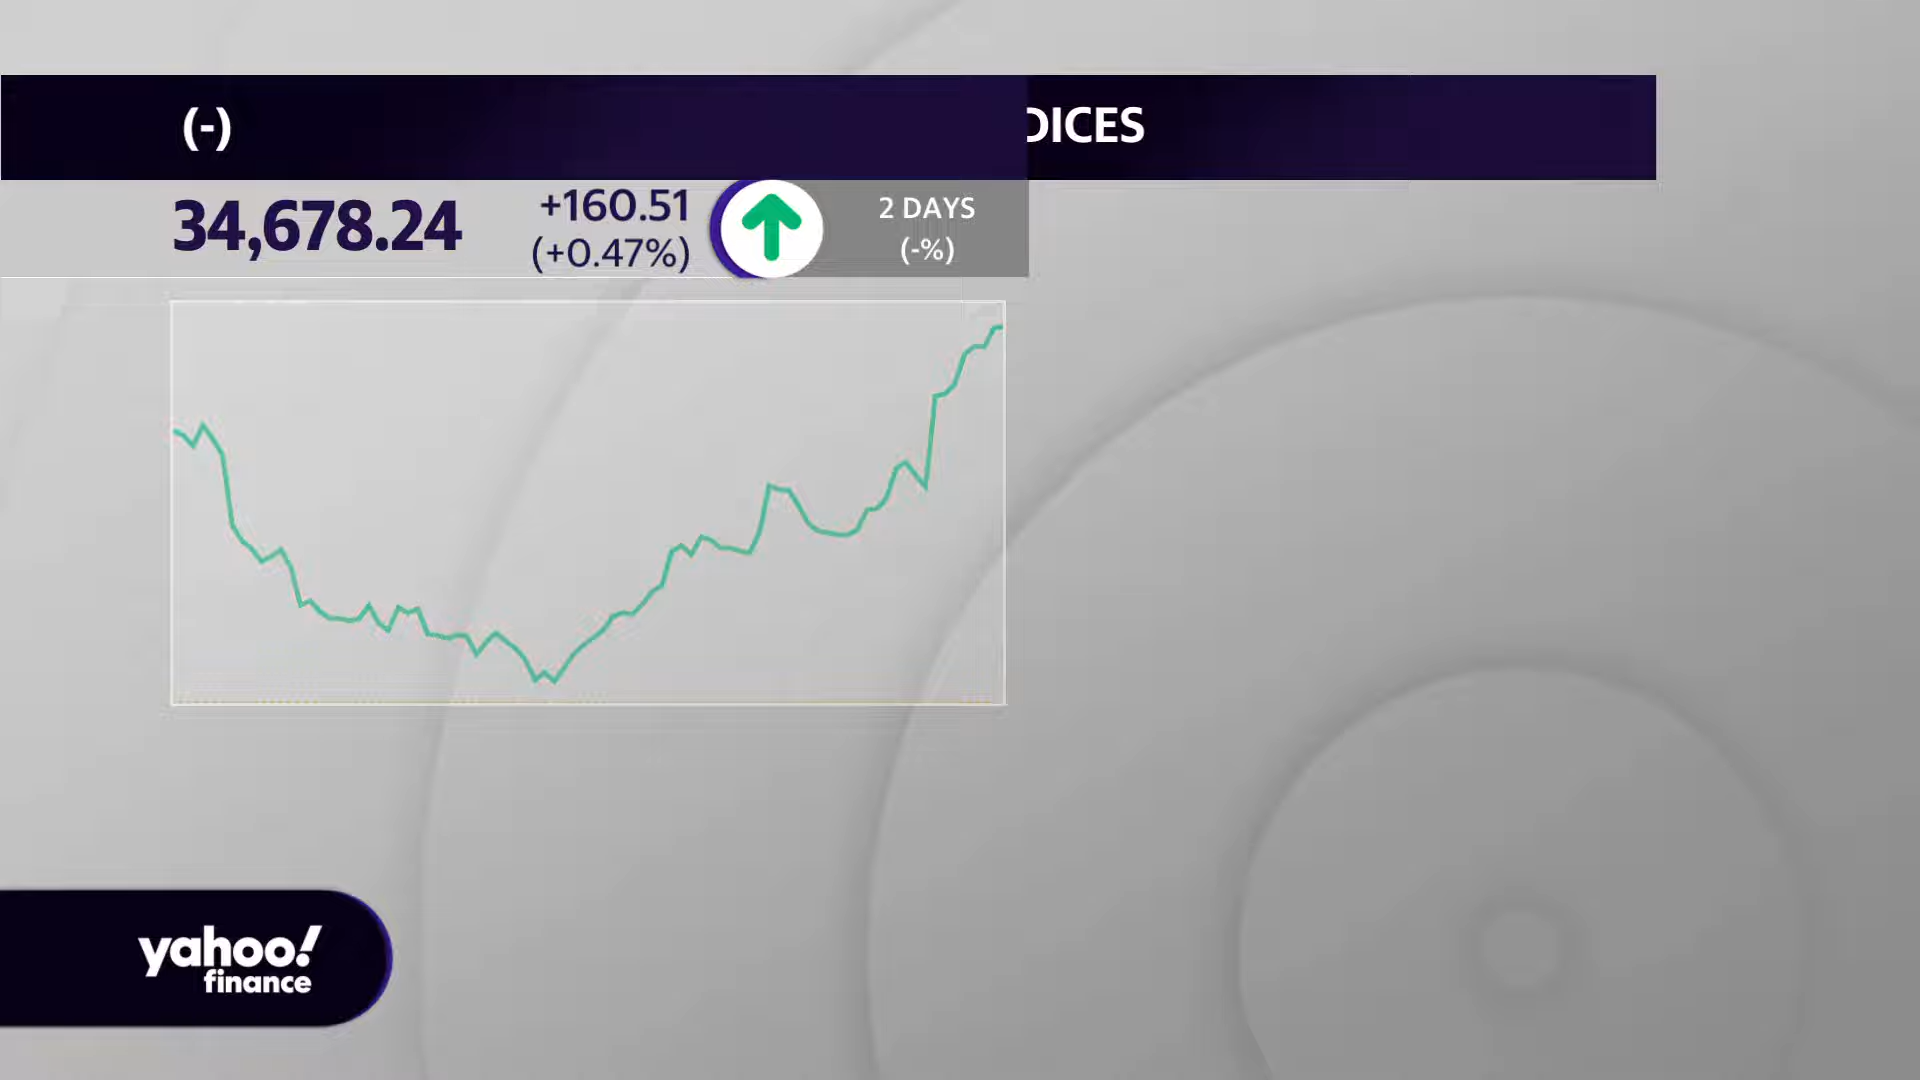 (-)
DICES
34,678.24
+160.51
(+0.47%)
2 DAYS
(-%)
yahoo!
finance